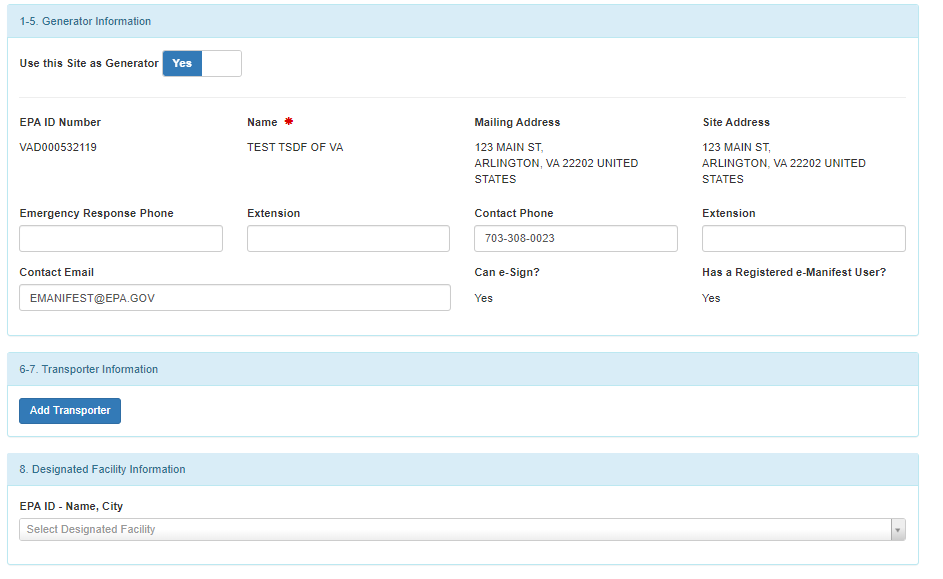 1-5. Generator Information
Use this Site as Generator Yes
EPA ID Number
Name *
Mailing Address
Site Address
VAD000532119
TEST TSDF OF VA
123 MAIN ST,
ARLINGTON, VA 22202 UNITED
STATES
123 MAIN ST,
ARLINGTON, VA 22202 UNITED
STATES
Emergency Response Phone
Extension
Contact Phone
Extension
703-308-0023
Contact Email
Can e-Sign?
Has a Registered e-Manifest User?
EMANIFEST@EPA.GOV
Yes
Yes
6-7. Transporter Information
Add Transporter
8. Designated Facility Information
EPA ID - Name, City
Select Designated Facility